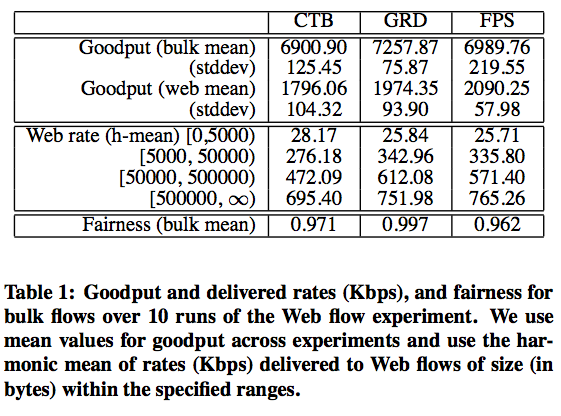 CTB GRD FPS
Goodput (bulk mean) 6900.90 7257.87 6989.76
(stddev) 125.45 75.87 219.55
Goodput (web mean) 1796.06 1974.35 2090.25
(stddev) 104.32 93.90 57.98
Web rate (h-mean) [0,5000) 28.17 25.84 25.71
[5000, 50000) 276.18 342.96 335.80
[50000, 500000) 472.09 612.08 571.40
[500000, ∞) 695.40 751.98 765.26
Fairness (bulk mean) 0.971 0.997 0.962
Table 1: Goodput and delivered rates (Kbps), and fairness for
bulk flows over 10 runs of the Web flow experiment. We use
mean values for goodput across experiments and use the har-
monic mean of rates (Kbps) delivered to Web flows of size (in
bytes) within the specified ranges.